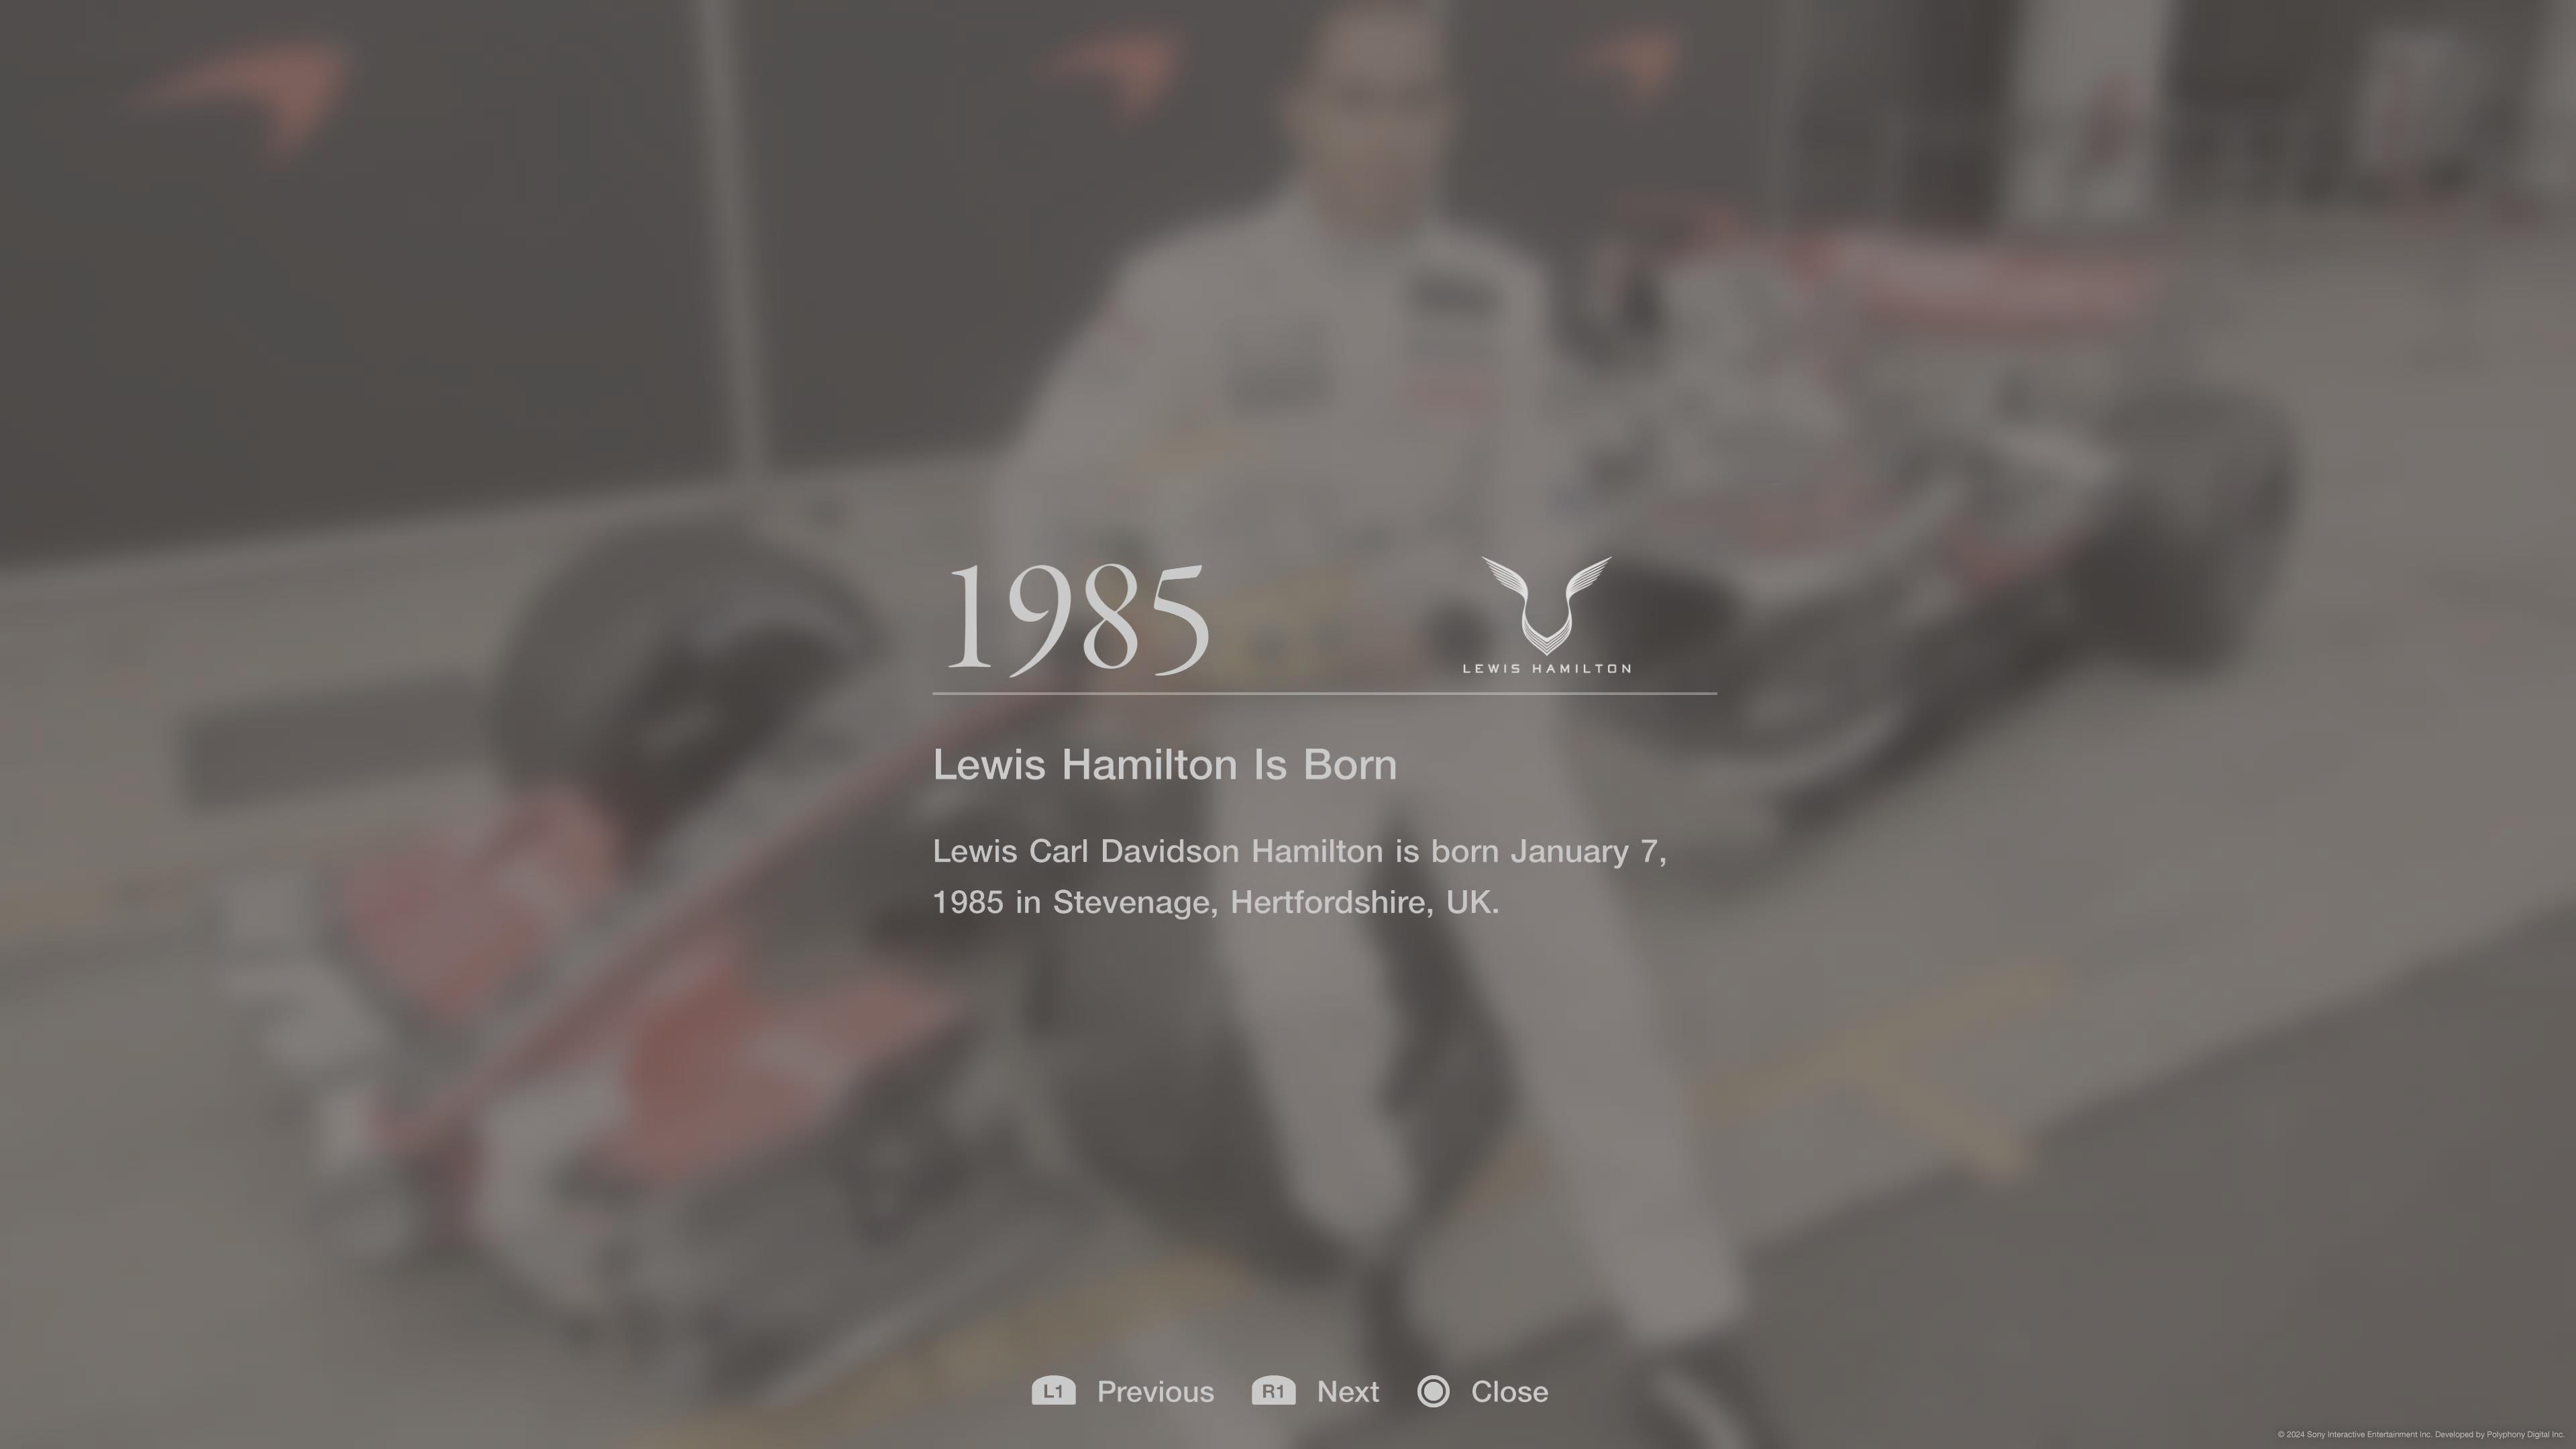 1985
LEWIS HAMILTON
Lewis Hamilton Is Born
Lewis Carl Davidson Hamilton is born January 7,
1985 in Stevenage, Hertfordshire, UK.
L1 Previous R1 Next Close
© 2024 Sony Interactive Entertainment Inc. Developed by Polyphony Digital Inc.